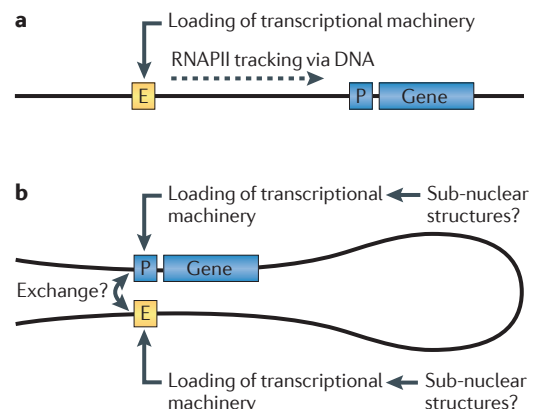 a
Loading of transcriptional machinery
RNAPII tracking via DNA
E
P
Gene
b
Loading of transcriptional
machinery
Sub-nuclear
structures?
P
Gene
Exchange?
E
Loading of transcriptional
machinery
Sub-nuclear
structures?